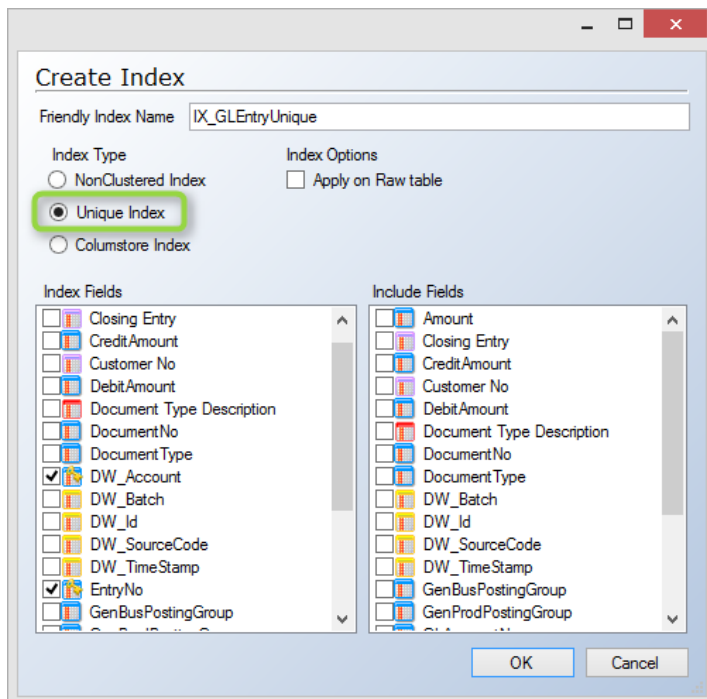 Create Index
Friendly Index Name IX_GLEntryUnique
Index Type Index Options
NonClustered Index Apply on Raw table
Unique Index
Columstore Index
Index Fields
Closing Entry
CreditAmount
Customer No
DebitAmount
Document Type Description
DocumentNo
DocumentType
DW_Account
DW_Batch
DW_Id
DW_SourceCode
DW_TimeStamp
EntryNo
GenBusPostingGroup
Include Fields
Amount
Closing Entry
CreditAmount
Customer No
DebitAmount
Document Type Description
DocumentNo
DocumentType
DW_Batch
DW_Id
DW_SourceCode
DW_TimeStamp
GenBusPostingGroup
GenProdPostingGroup
OK Cancel